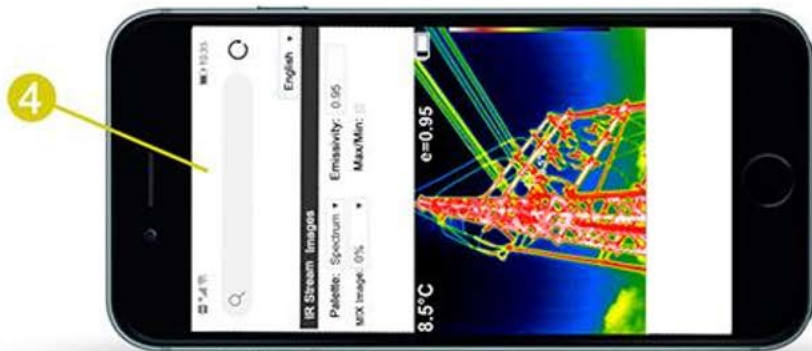 4
10:35
English
IR Stream Images
Palette: Spectrum Emissivity: 0.95
MIX Image: 0% Max/Min:
8.5°C e=0.95